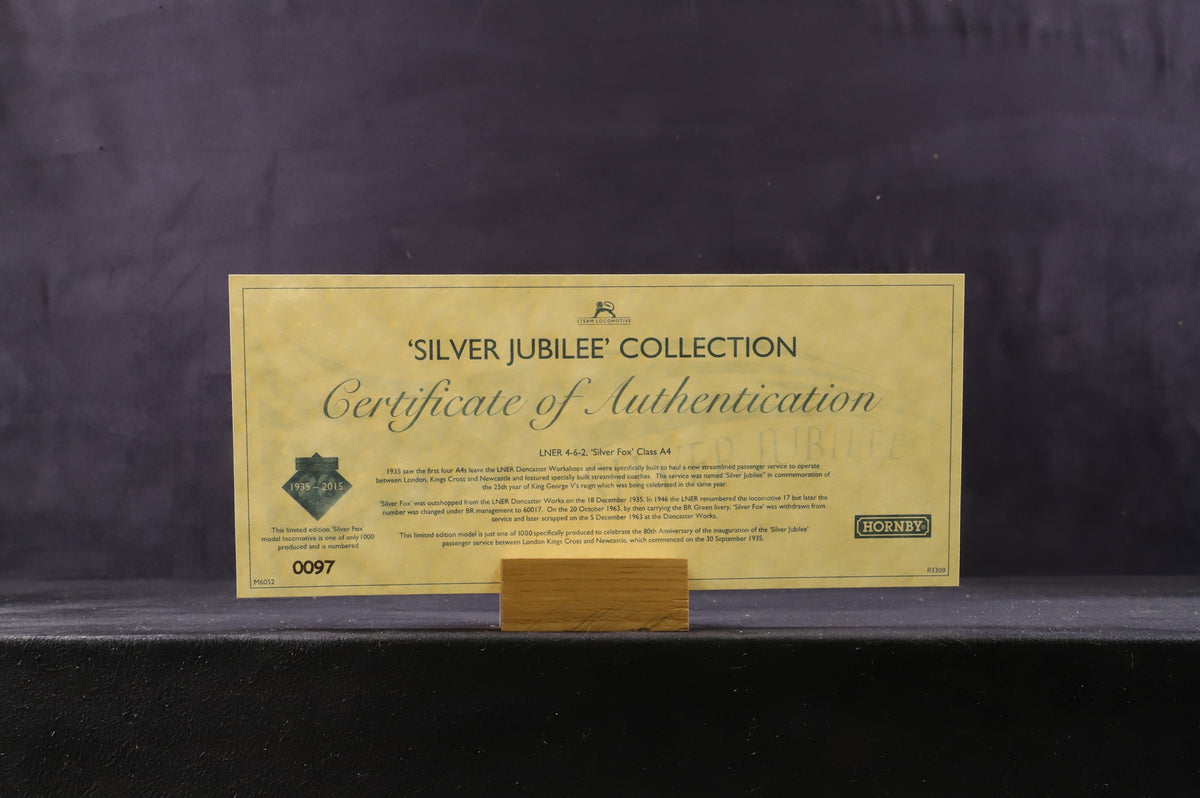 STEAM LOCOMOTIVE
‘SILVER JUBILEE’ COLLECTION
Certificate of Authentication
SILVER JUBILEE
LNER 4-6-2, ‘Silver Fox’ Class A4
1935 saw the first four A4s leave the LNER Doncaster Workshops and were specifically built to haul a new streamlined passenger service to operate
between London, Kings Cross and Newcastle and featured specially built streamlined coaches. The service was named ‘Silver Jubilee” in commemoration of
the 25th year of King George V’s reign which was being celebrated in the same year.
‘Silver Fox’ was outshopped from the LNER Doncaster Works on the 18 December 1935. In 1946 the LNER renumbered the locomotive 17 but later the
number was changed under BR management to 60017. On the 20 October 1963, by then carrying the BR Green livery, ‘Silver Fox’ was withdrawn from
service and later scrapped on the 5 December 1963 at the Doncaster Works.
This limited edition model is just one of 1000 specifically produced to celebrate the 80th Anniversary of the inauguration of the ‘Silver Jubilee’
passenger service between London Kings Cross and Newcastle, which commenced on the 30 September 1935.
1935 – 2015
This limited edition ‘Silver Fox’
model locomotive is one of only 1000
produced and is numbered
0097
M6052
HORNBY
R3309